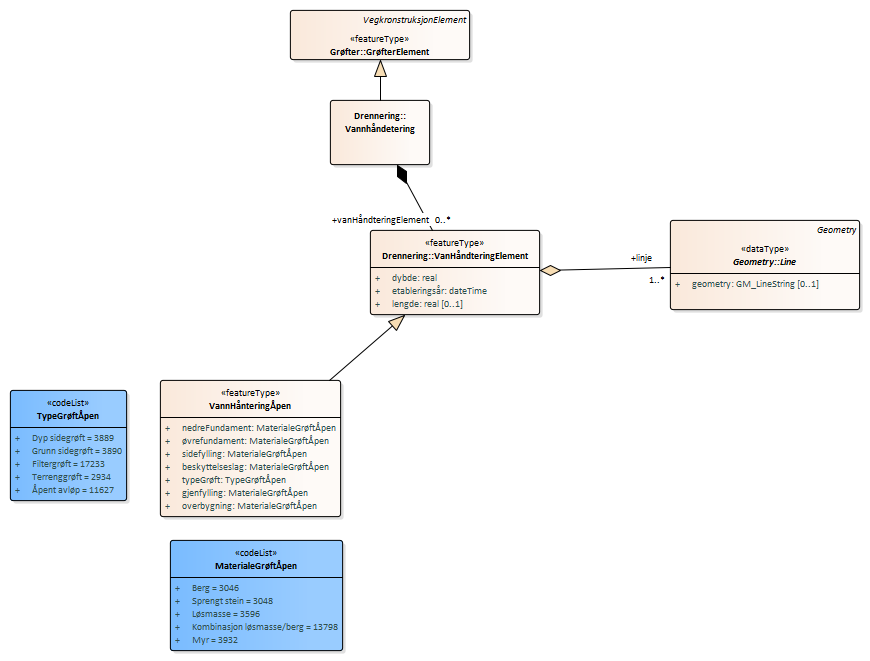 VegkronstruksjonElement
«featureType»
Grøfter::GrøfterElement
Drennering::
Vannhåndetering
+vanHåndteringElement 0..*
«featureType»
Drennering::VanHåndteringElement
+ dybde: real
+ etableringsår: dateTime
+ lengde: real [0..1]
+linje
1..*
Geometry
«dataType»
Geometry::Line
+ geometry: GM_LineString [0..1]
«codeList»
TypeGrøftÅpen
+ Dyp sidegrøft = 3889
+ Grunn sidegrøft = 3890
+ Filtergrøft = 17233
+ Terrenggrøft = 2934
+ Åpent avløp = 11627
«featureType»
VannHånteringÅpen
+ nedreFundament: MaterialeGrøftÅpen
+ øvrefundament: MaterialeGrøftÅpen
+ sidefylling: MaterialeGrøftÅpen
+ beskyttelseslag: MaterialeGrøftÅpen
+ typeGrøft: TypeGrøftÅpen
+ gjenfylling: MaterialeGrøftÅpen
+ overbygning: MaterialeGrøftÅpen
«codeList»
MaterialeGrøftÅpen
+ Berg = 3046
+ Sprengt stein = 3048
+ Løsmasse = 3596
+ Kombinasjon løsmasse/berg = 13798
+ Myr = 3932